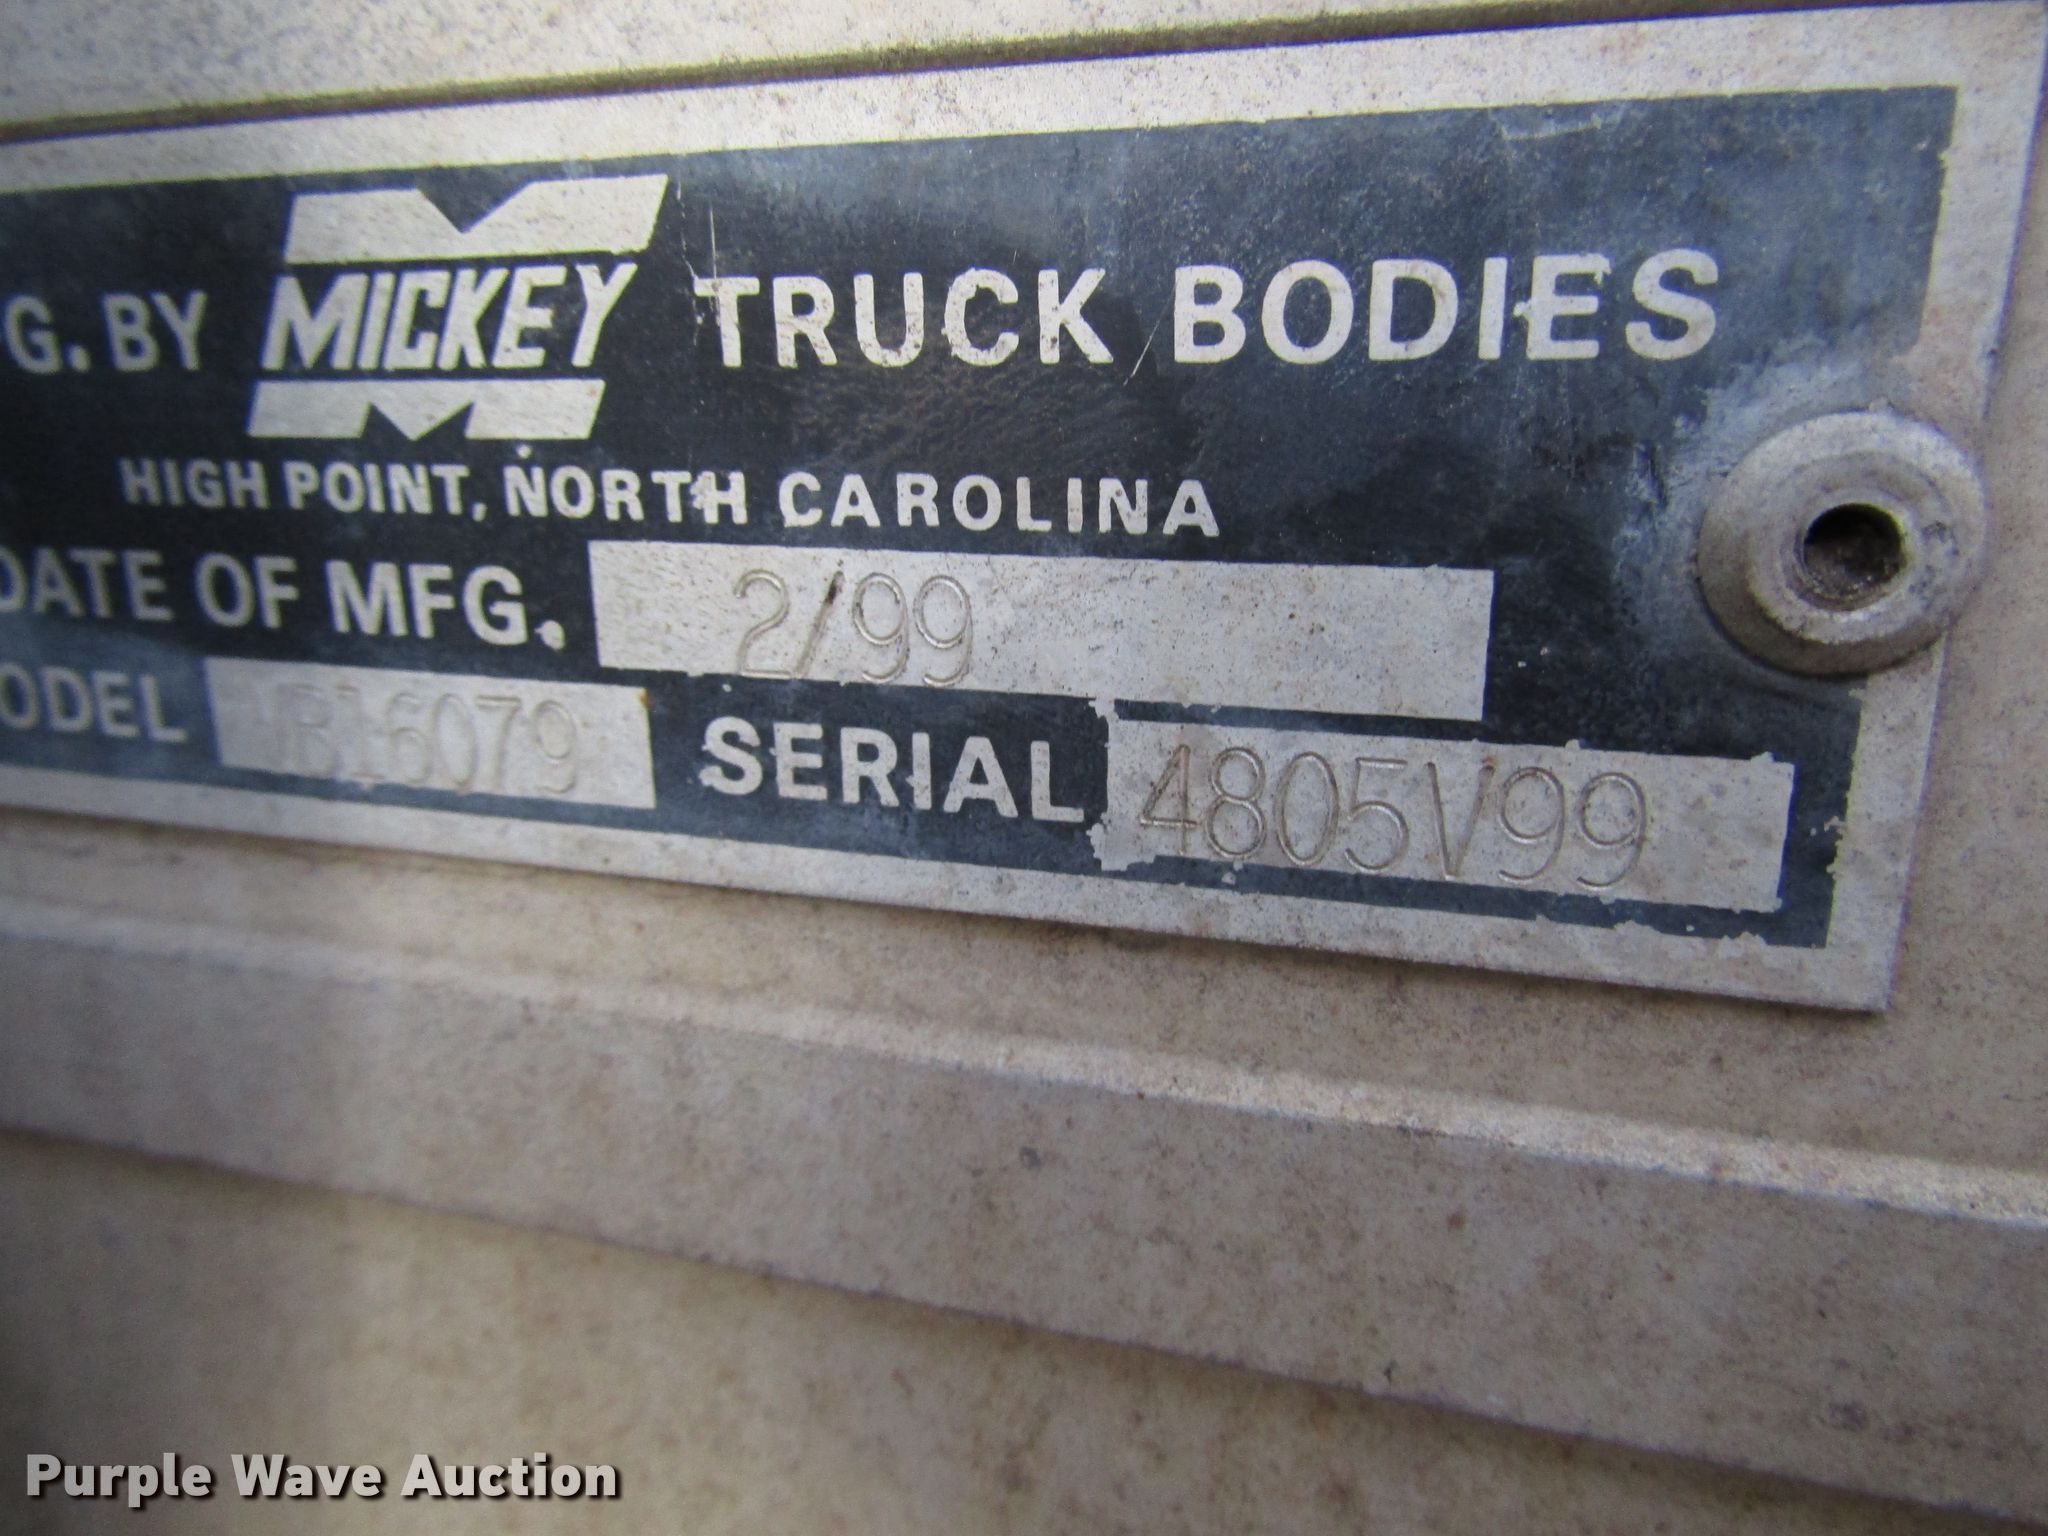 G. BY MICKEY TRUCK BODIES
HIGH POINT, NORTH CAROLINA
DATE OF MFG. 2/99
ODEL VB16079 SERIAL 4805V99
Purple Wave Auction